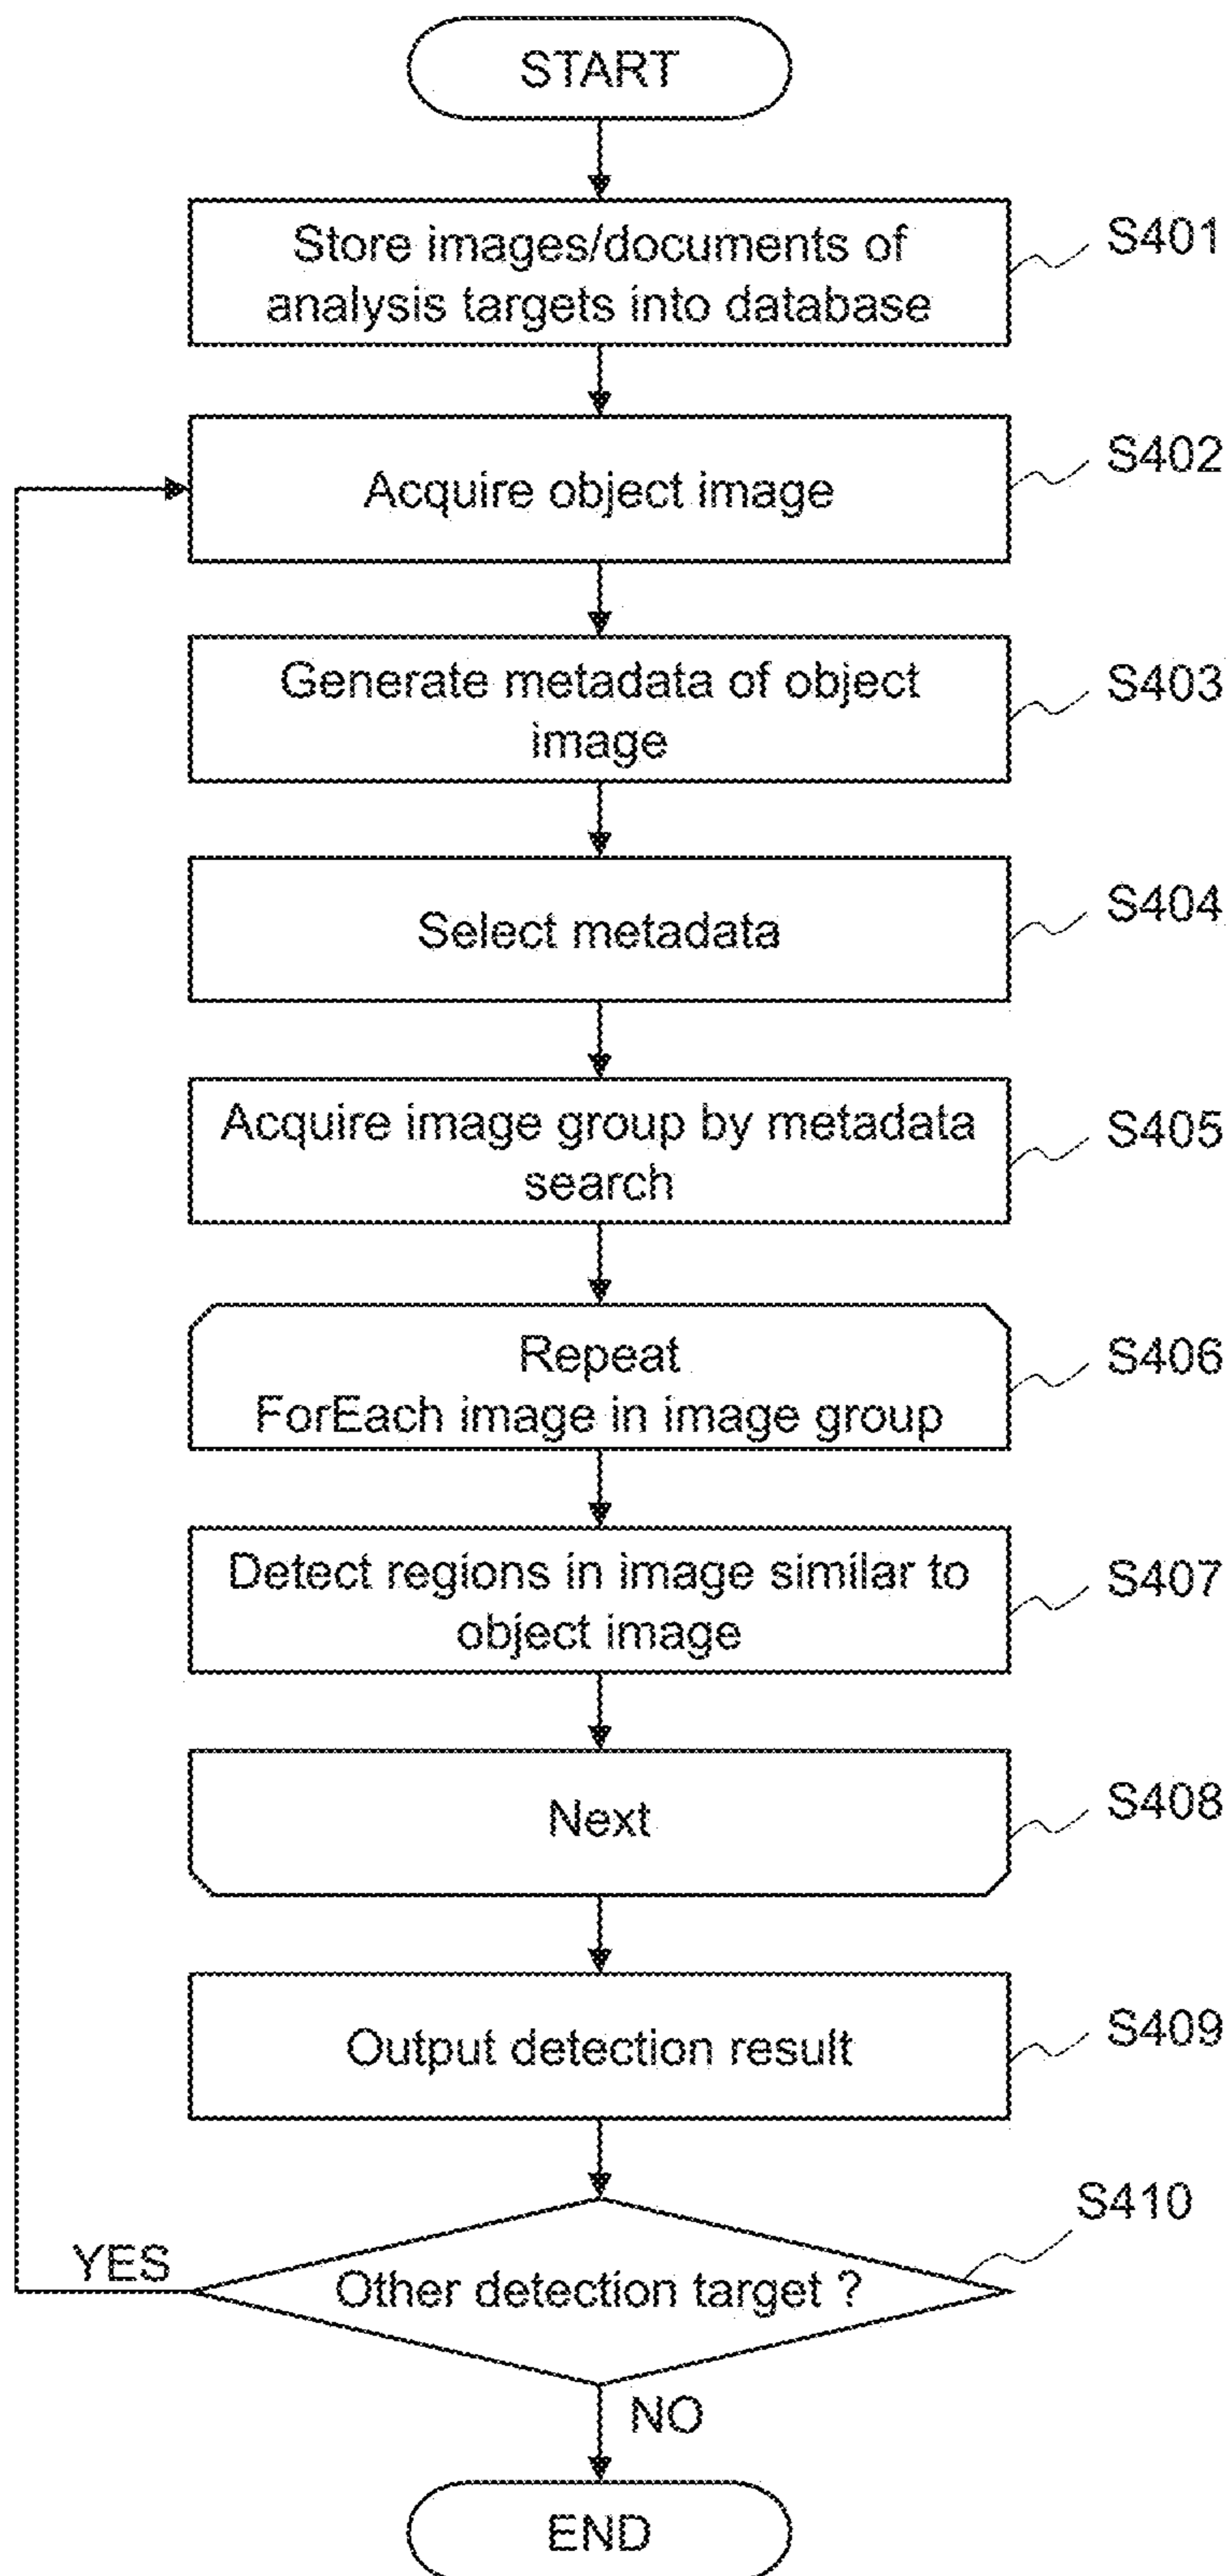 START
Store images/documents of
analysis targets into database
S401
Acquire object image
S402
Generate metadata of object
image
S403
Select metadata
S404
Acquire image group by metadata
search
S405
Repeat
ForEach image in image group
S406
Detect regions in image similar to
object image
S407
Next
S408
Output detection result
S409
Other detection target ?
S410
YES
NO
END